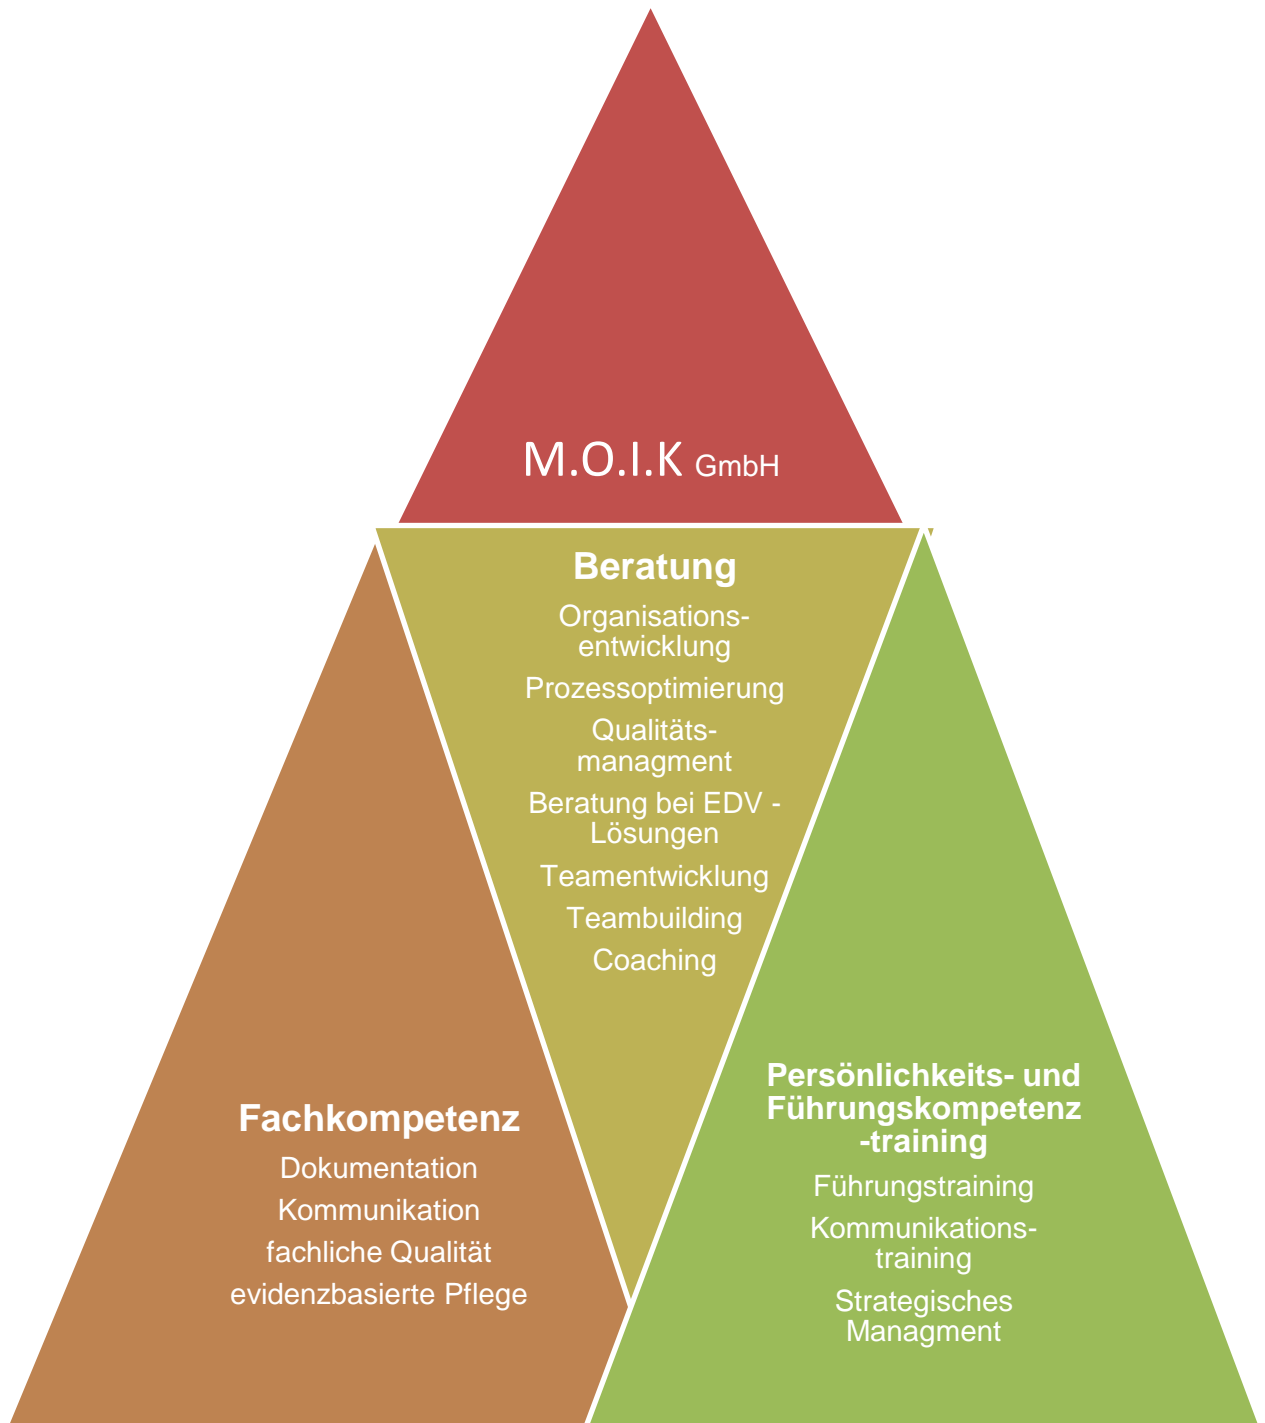 M.O.I.K GmbH
Beratung
Organisations-
entwicklung
Prozessoptimierung
Qualitäts-
managment
Beratung bei EDV -
Lösungen
Teamentwicklung
Teambuilding
Coaching
Fachkompetenz
Dokumentation
Kommunikation
fachliche Qualität
evidenzbasierte Pflege
Persönlichkeits- und
Führungskompetenz
-training
Führungstraining
Kommunikations-
training
Strategisches
Managment